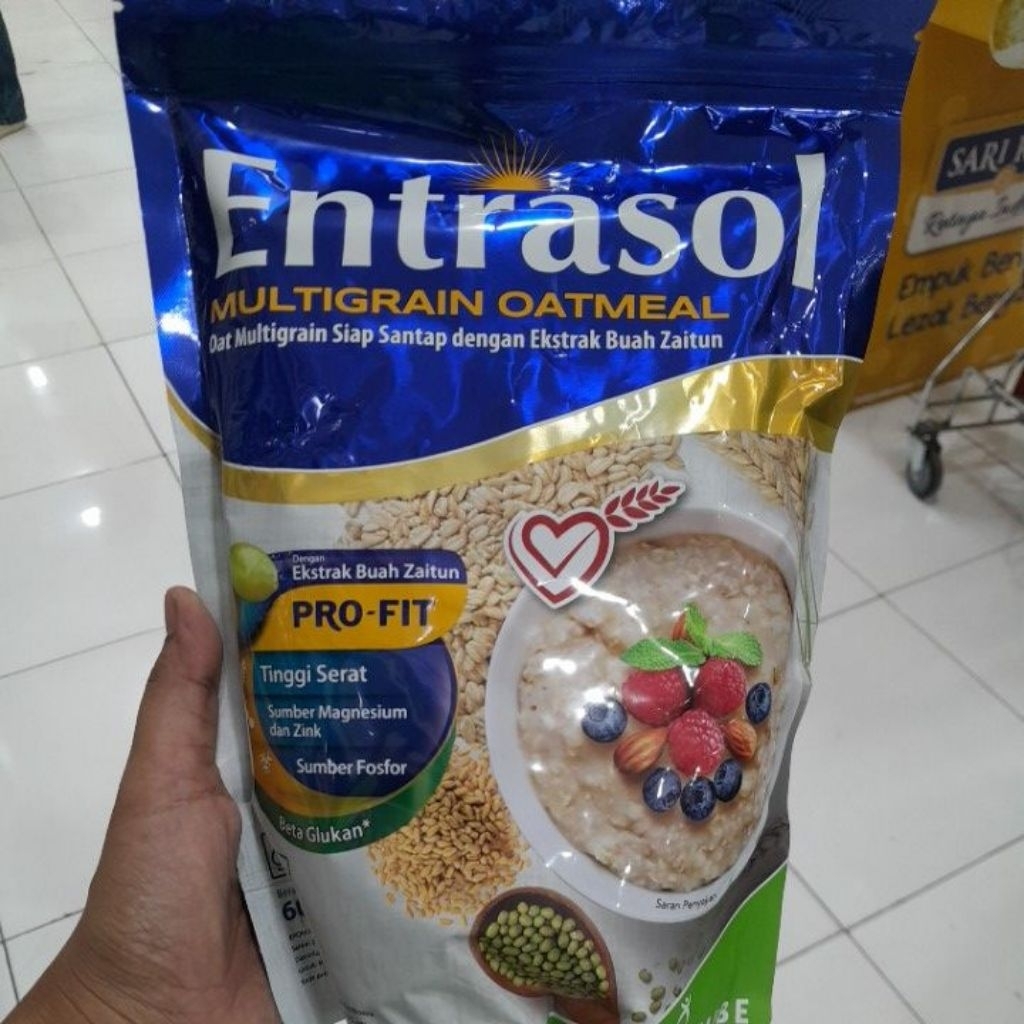 Entrasol
MULTIGRAIN OATMEAL
Oat Multigrain Siap Santap dengan Ekstrak Buah Zaitun
Dengan
Ekstrak Buah Zaitun
PRO-FIT
Tinggi Serat
Sumber Magnesium
dan Zink
Sumber Fosfor
Beta Glukan*
Saran Penyajian
BE
SARI
Empuk
Lezat